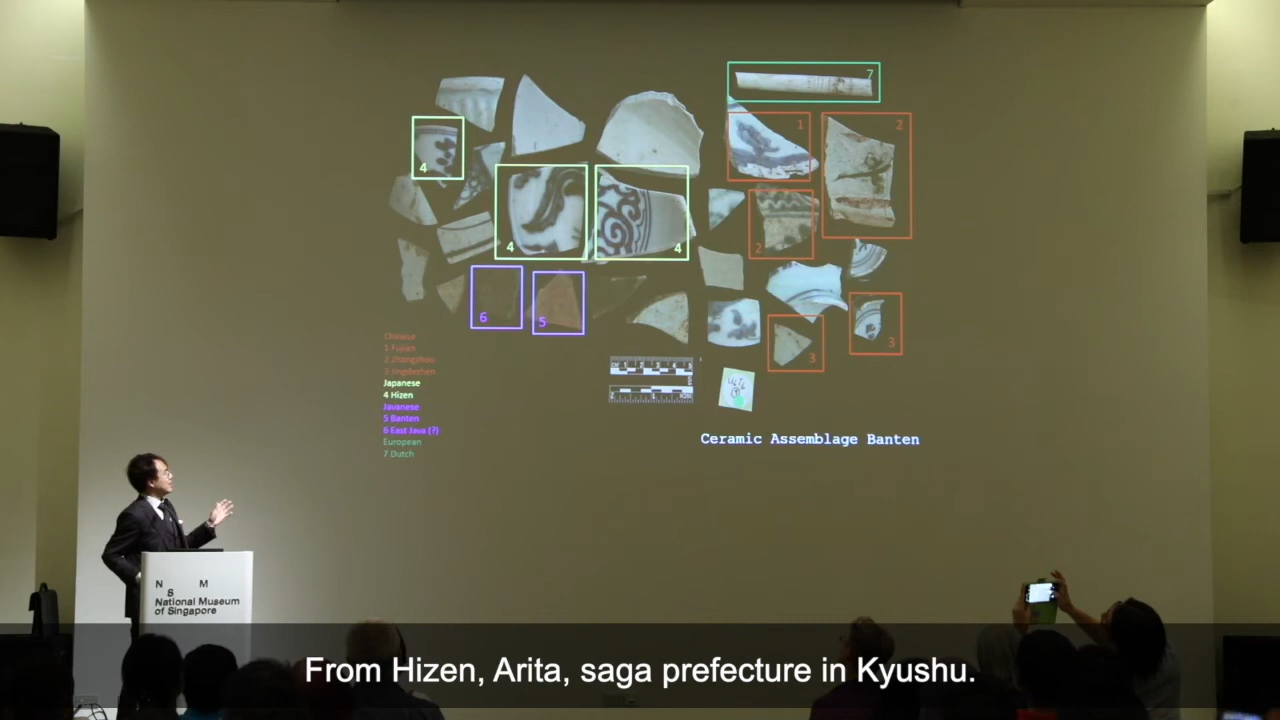 7
1
2
4
2
4
4
6
5
3
3
Chinese
1 Fujian
2 Zhangzhou
3 Jingdezhen
Japanese
4 Hizen
Javanese
5 Banten
6 East Java (?)
European
7 Dutch
Ceramic Assemblage Banten
N M
S
National Museum
of Singapore
From Hizen, Arita, saga prefecture in Kyushu.